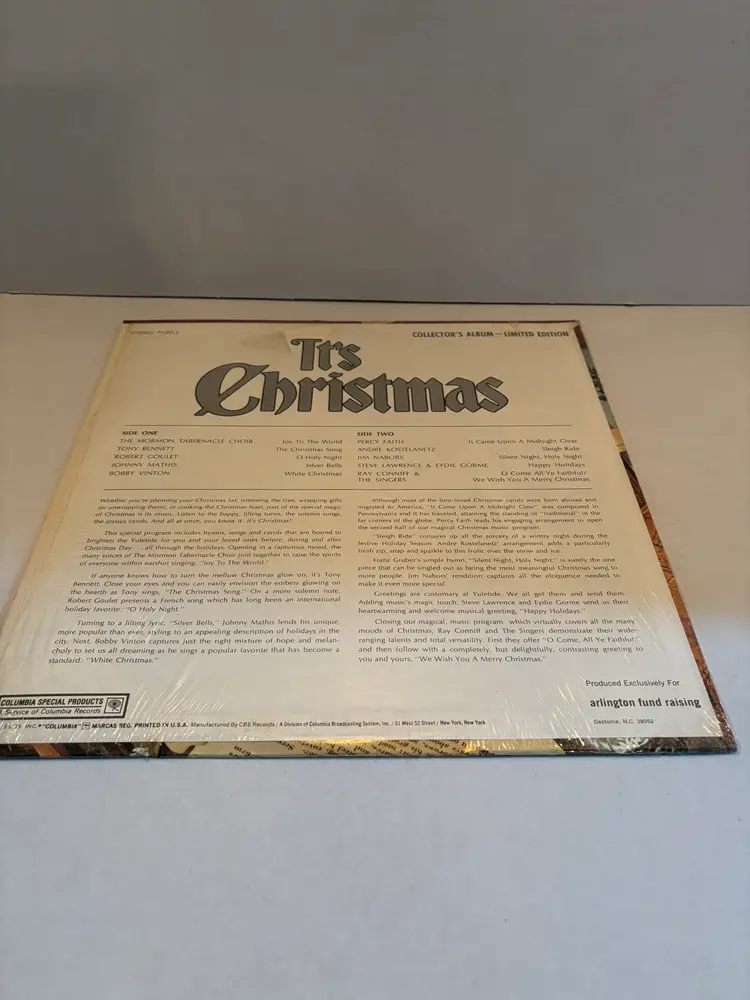 COLLECTOR'S ALBUM — LIMITED EDITION
It's
Christmas
SIDE ONE
THE MORMON TABERNACLE CHOIR Joy To The World
TONY BENNETT The Christmas Song
ROBERT GOULET O Holy Night
JOHNNY MATHIS Silver Bells
BOBBY VINTON White Christmas
SIDE TWO
PERCY FAITH It Came Upon A Midnight Clear
ANDRE KOSTELANETZ Sleigh Ride
JIM NABORS Silent Night, Holy Night
STEVE LAWRENCE & EYDIE GORME Happy Holidays
RAY CONNIFF & O Come All Ye Faithful/
THE SINGERS We Wish You A Merry Christmas
Whether you're planning your Christmas list, trimming the tree, wrapping gifts
(or unwrapping them), or cooking the Christmas feast, part of the special magic
of Christmas is its music. Listen to the happy, lilting tunes, the solemn songs,
the joyous carols. And all at once, you know it. It's Christmas!
This special program includes hymns, songs and carols that are bound to
brighten the Yuletide for you and your loved ones before, during and after
Christmas Day . . . all through the holidays. Opening in a rapturous mood, the
many voices of The Mormon Tabernacle Choir join together to raise the spirits
of everyone within earshot singing, "Joy To The World."
If anyone knows how to turn the mellow Christmas glow on, it's Tony
Bennett. Close your eyes and you can easily envision the embers glowing on
the hearth as Tony sings, "The Christmas Song." On a more solemn note,
Robert Goulet presents a French song which has long been an international
holiday favorite: "O Holy Night."
Turning to a lilting lyric, "Silver Bells," Johnny Mathis lends his unique,
more popular than ever, styling to an appealing description of holidays in the
city. Next, Bobby Vinton captures just the right mixture of hope and melan-
choly to set us all dreaming as he sings a popular favorite that has become a
standard: "White Christmas."
Although most of the best-loved Christmas carols were born abroad and
migrated to America, "It Came Upon A Midnight Clear" was composed in
Pennsylvania and it has traveled, attaining the standing of "traditional" in the
far corners of the globe. Percy Faith leads his engaging arrangement to open
the second half of our magical Christmas music program.
"Sleigh Ride" conjures up all the sorcery of a wintry night during the
festive Holiday Season. Andre Kostelanetz' arrangement adds a particularly
fresh zip, snap and sparkle to this frolic over the snow and ice.
Franz Gruber's simple hymn, "Silent Night, Holy Night," is surely the one
piece that can be singled out as being the most meaningful Christmas song to
more people. Jim Nabors' rendition captures all the eloquence needed to
make it even more special.
Greetings are customary at Yuletide. We all get them and send them.
Adding music's magic touch, Steve Lawrence and Eydie Gorme send us their
heartwarming and welcome musical greeting, "Happy Holidays."
Closing our magical, music program which virtually covers all the many
moods of Christmas, Ray Conniff and The Singers demonstrate their wide-
ranging talents and total versatility. First they offer "O Come, All Ye Faithful,"
and then follow with a completely, but delightfully, contrasting greeting to
you and yours, "We Wish You A Merry Christmas."
Produced Exclusively For
arlington fund raising
Gastonia, N.C. 28052
COLUMBIA SPECIAL PRODUCTS
A Service of Columbia Records
"COLUMBIA" MARCAS REG. PRINTED IN U.S.A. Manufactured By CBS Records / A Division of Columbia Broadcasting System, Inc. / 51 West 52 Street / New York, New York